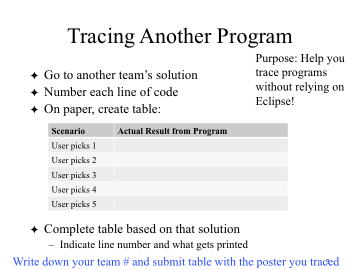 Tracing Another Program
Purpose: Help you
trace programs
without relying on
Eclipse!
Go to another team's solution
Number each line of code
On paper, create table:
Scenario Actual Result from Program
User picks 1
User picks 2
User picks 3
User picks 4
User picks 5
Complete table based on that solution
– Indicate line number and what gets printed
Write down your team # and submit table with the poster you traced